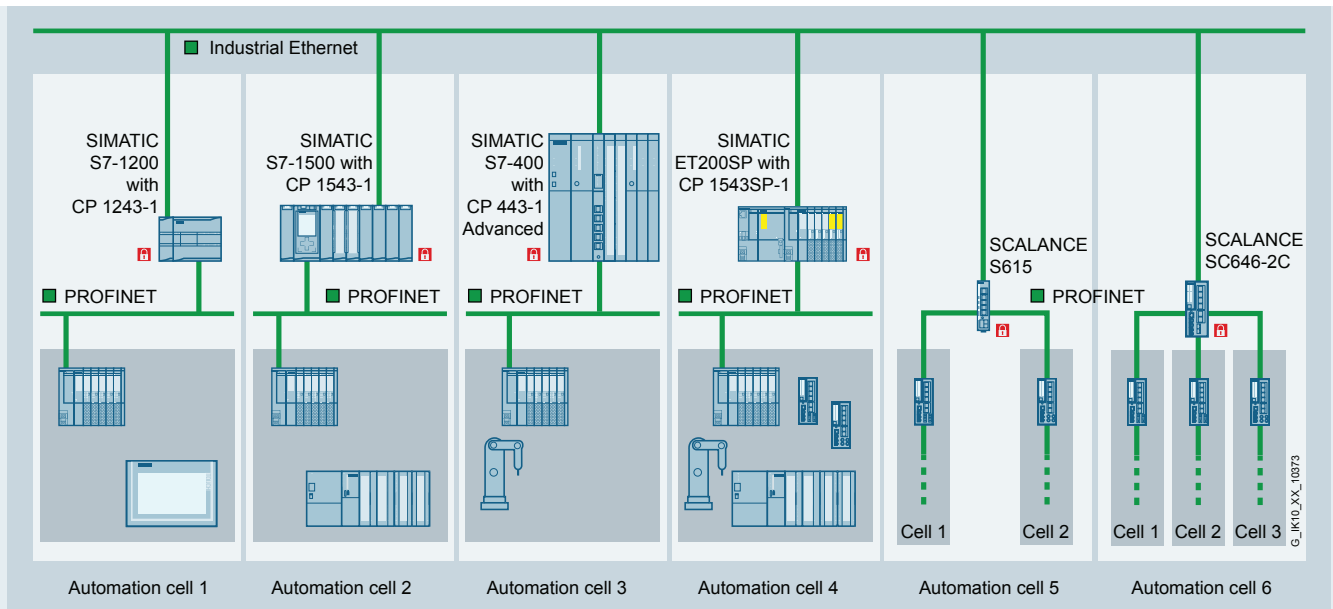 Industrial Ethernet
SIMATIC
S7-1200
with
CP 1243-1
SIMATIC
S7-1500 with
CP 1543-1
SIMATIC
S7-400
with
CP 443-1
Advanced
SIMATIC
ET200SP with
CP 1543SP-1
SCALANCE
S615
SCALANCE
SC646-2C
PROFINET
PROFINET
PROFINET
PROFINET
PROFINET
Cell 1
Cell 2
Cell 1
Cell 2
Cell 3
G_IK10_XX_10373
Automation cell 1
Automation cell 2
Automation cell 3
Automation cell 4
Automation cell 5
Automation cell 6